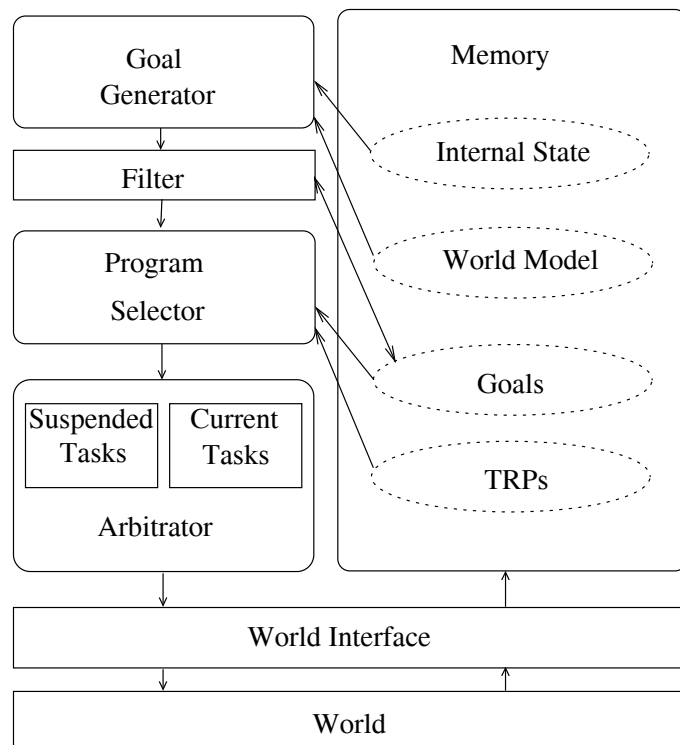 Goal
Generator
Filter
Program
Selector
Suspended
Tasks
Current
Tasks
Arbitrator
Memory
Internal State
World Model
Goals
TRPs
World Interface
World